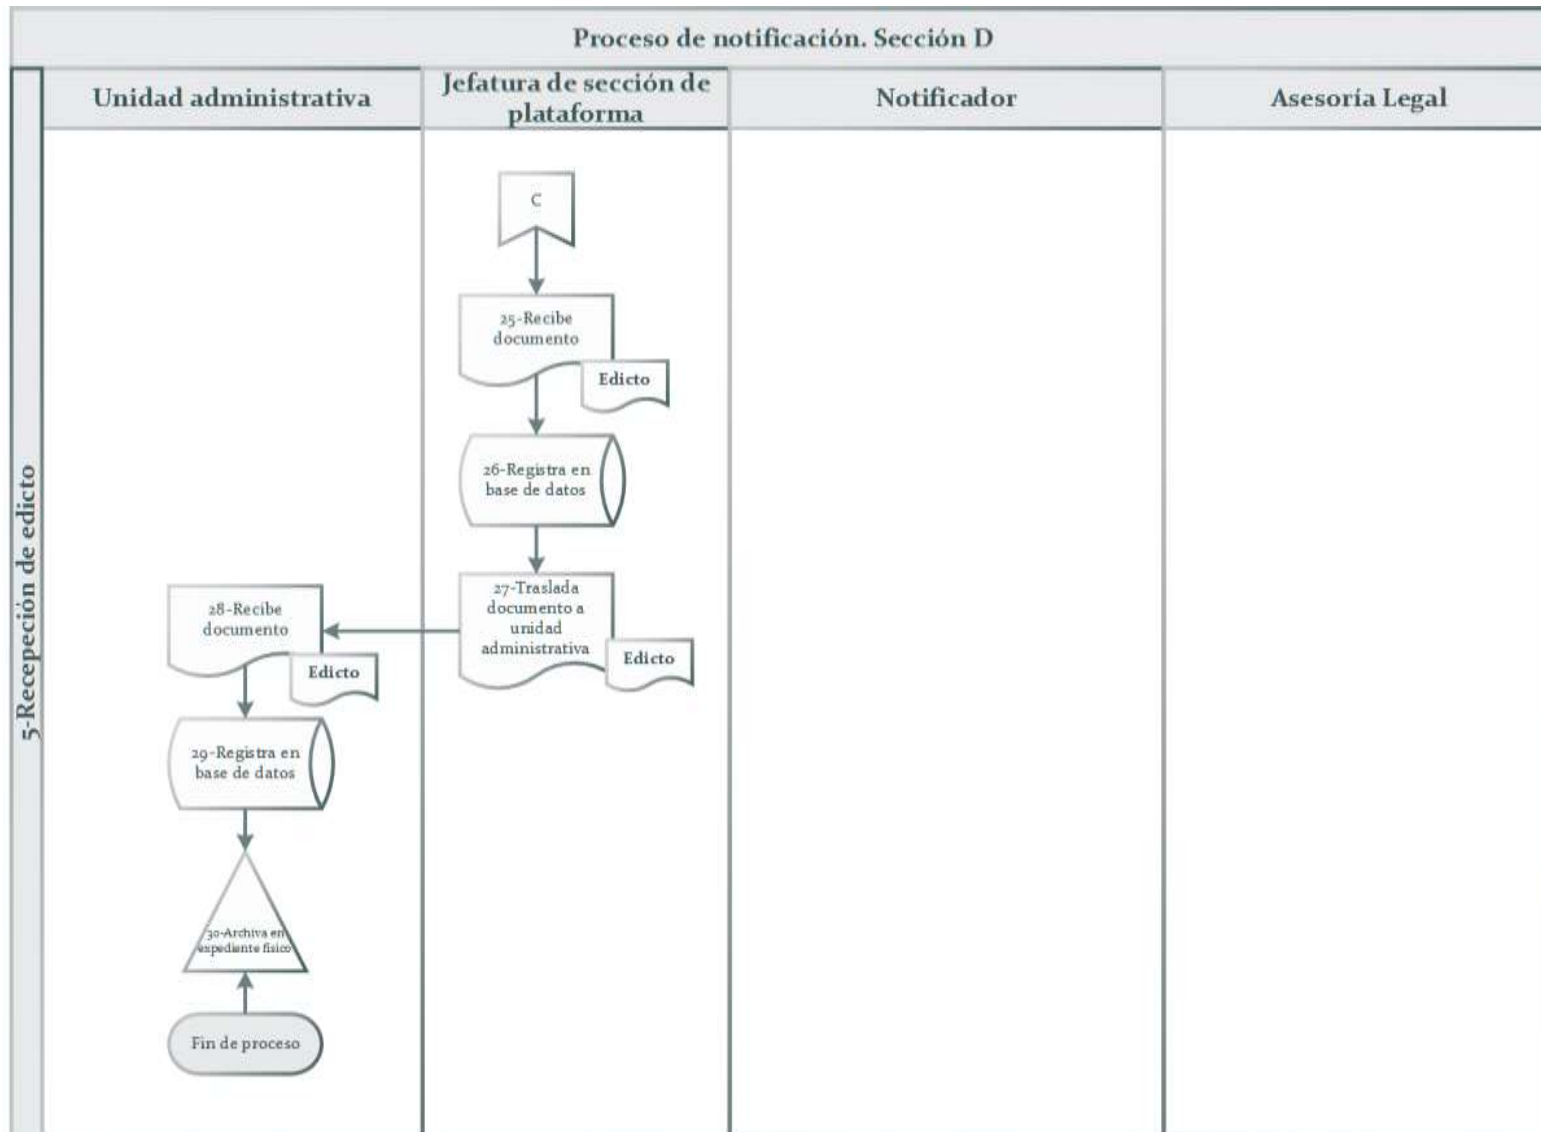 Proceso de notificación. Sección D
Unidad administrativa
Jefatura de sección de
plataforma
Notificador
Asesoría Legal
5-Recepeción de edicto
C
25-Recibe
documento
Edicto
26-Registra en
base de datos
27-Traslada
documento a
unidad
administrativa
Edicto
28-Recibe
documento
Edicto
29-Registra en
base de datos
30-Archiva en
expediente fisico
Fin de proceso